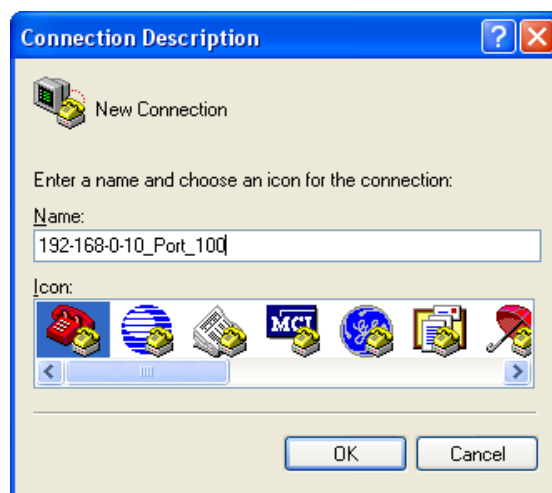 Connection Description
New Connection
Enter a name and choose an icon for the connection:
Name:
192-168-0-10_Port_100
Icon:
MCI
OK Cancel